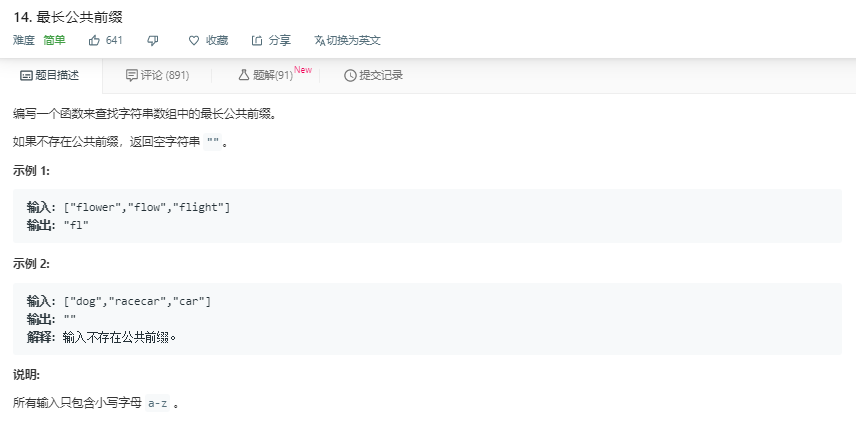 14. 最长公共前缀
难度 简单 641 收藏 分享 切换为英文
题目描述 评论 (891) 题解(91) New 提交记录
编写一个函数来查找字符串数组中的最长公共前缀。
如果不存在公共前缀，返回空字符串 ""。
示例 1:
输入: ["flower","flow","flight"]
输出: "fl"
示例 2:
输入: ["dog","racecar","car"]
输出: ""
解释: 输入不存在公共前缀。
说明:
所有输入只包含小写字母 a-z 。